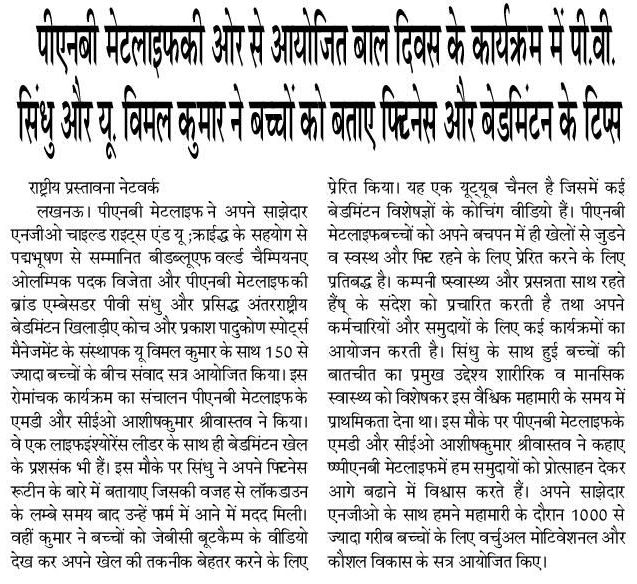 पीएनबी मेटलाइफकी ओर से आयोजित बाल दिवस के कार्यक्रम में पी.वी.
सिंधु और यू. विमल कुमार ने बच्चों को बताए फ्टिनेस और बेडमिंटन के टिप्स
राष्ट्रीय प्रस्तावना नेटवर्क
लखनऊ। पीएनबी मेटलाइफ ने अपने साझेदार
एनजीओ चाइल्ड राइट्स एंड यू ;क्राईद्ध के सहयोग से
पद्मभूषण से सम्मानित बीडब्लूएफ वर्ल्ड चैम्पियनए
ओलम्पिक पदक विजेता और पीएनबी मेटलाइफ की
ब्रांड एम्बेसडर पीवी संधु और प्रसिद्ध अंतरराष्ट्रीय
बेडमिंटन खिलाड़ीए कोच और प्रकाश पादुकोण स्पोर्ट्स
मैनेजमेंट के संस्थापक यू विमल कुमार के साथ 150 से
ज्यादा बच्चों के बीच संवाद सत्र आयोजित किया। इस
रोमांचक कार्यक्रम का संचालन पीएनबी मेटलाइफ के
एमडी और सीईओ आशीषकुमार श्रीवास्तव ने किया।
वे एक लाइफइंश्योरेंस लीडर के साथ ही बेडमिंटन खेल
के प्रशसंक भी हैं। इस मौके पर सिंधु ने अपने फ्टिनेस
रूटीन के बारे में बतायाए जिसकी वजह से लॉकडाउन
के लम्बे समय बाद उन्हें फार्म में आने में मदद मिली।
वहीं कुमार ने बच्चों को जेबीसी बूटकैम्प के वीडियो
देख कर अपने खेल की तकनीक बेहतर करने के लिए
प्रेरित किया। यह एक यूट्यूब चैनल है जिसमें कई
बेडमिंटन विशेषज्ञों के कोचिंग वीडियो हैं। पीएनबी
मेटलाइफबच्चों को अपने बचपन में ही खेलों से जुडने
व स्वस्थ और फ्टि रहने के लिए प्रेरित करने के लिए
प्रतिबद्ध है। कम्पनी ष्स्वास्थ्य और प्रसन्नता साथ रहते
हैंष् के संदेश को प्रचारित करती है तथा अपने
कर्मचारियों और समुदायों के लिए कई कार्यक्रमों का
आयोजन करती है। सिंधु के साथ हुई बच्चों की
बातचीत का प्रमुख उद्देश्य शारीरिक व मानसिक
स्वास्थ्य को विशेषकर इस वैश्विक महामारी के समय में
प्राथमिकता देना था। इस मौके पर पीएनबी मेटलाइफके
एमडी और सीईओ आशीषकुमार श्रीवास्तव ने कहाए
ष्ष्पीएनबी मेटलाइफमें हम समुदायों को प्रोत्साहन देकर
आगे बढाने में विश्वास करते हैं। अपने साझेदार
एनजीओ के साथ हमने महामारी के दौरान 1000 से
ज्यादा गरीब बच्चों के लिए वर्चुअल मोटिवेशनल और
कौशल विकास के सत्र आयोजित किए।